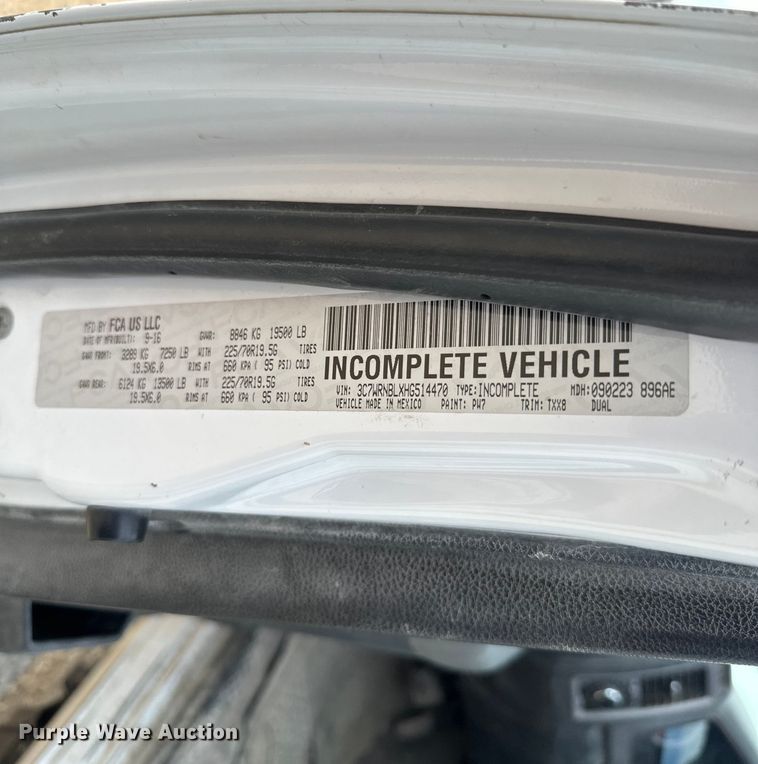 MFD BY FCA US LLC
DATE OF MFR(BUILT): 9-16 GVWR: 8846 KG 19500 LB
GAWR FRONT: 3289 KG 7250 LB WITH 225/70R19.5G TIRES
19.5X6.0 RIMS AT 660 KPA ( 95 PSI) COLD
GAWR REAR: 6124 KG 13500 LB WITH 225/70R19.5G TIRES
19.5X6.0 RIMS AT 660 KPA ( 95 PSI) COLD
INCOMPLETE VEHICLE
VIN: 3C7WRNBLXHG514470 TYPE: INCOMPLETE MDH: 090223 896AE
VEHICLE MADE IN MEXICO PAINT: PW7 TRIM: TXX8 DUAL
Purple Wave Auction